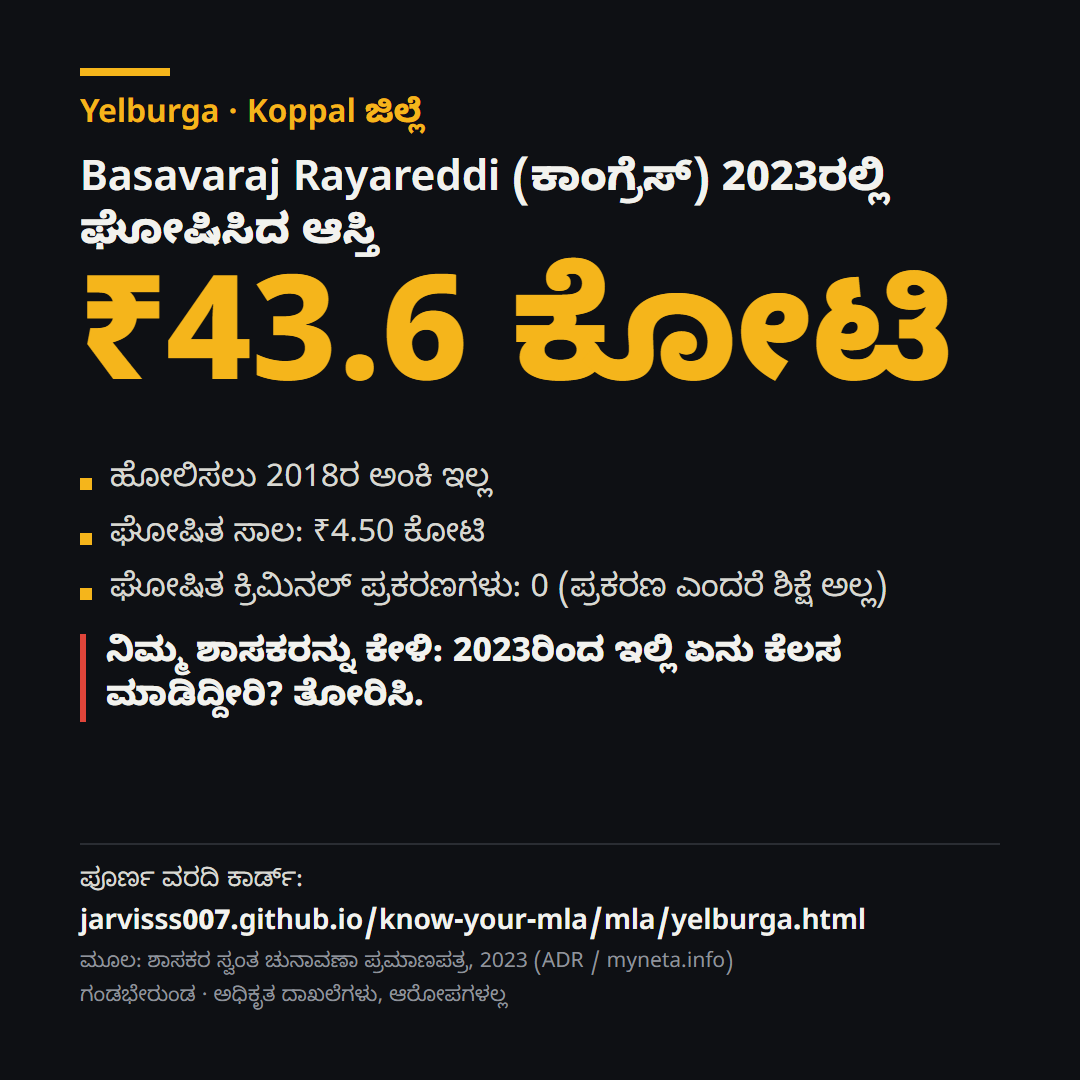 Yelburga · Koppal ಜಿಲ್ಲೆ
Basavaraj Rayareddi (ಕಾಂಗ್ರೆಸ್) 2023ರಲ್ಲಿ
ಘೋಷಿಸಿದ ಆಸ್ತಿ
₹43.6 ಕೋಟಿ
ಹೋಲಿಸಲು 2018ರ ಅಂಕಿ ಇಲ್ಲ
ಘೋಷಿತ ಸಾಲ: ₹4.50 ಕೋಟಿ
ಘೋಷಿತ ಕ್ರಿಮಿನಲ್ ಪ್ರಕರಣಗಳು: 0 (ಪ್ರಕರಣ ಎಂದರೆ ಶಿಕ್ಷೆ ಅಲ್ಲ)
ನಿಮ್ಮ ಶಾಸಕರನ್ನು ಕೇಳಿ: 2023ರಿಂದ ಇಲ್ಲಿ ಏನು ಕೆಲಸ
ಮಾಡಿದ್ದೀರಿ? ತೋರಿಸಿ.
ಪೂರ್ಣ ವರದಿ ಕಾರ್ಡ್:
jarvisss007.github.io/know-your-mla/mla/yelburga.html
ಮೂಲ: ಶಾಸಕರ ಸ್ವಂತ ಚುನಾವಣಾ ಪ್ರಮಾಣಪತ್ರ, 2023 (ADR / myneta.info)
ಗಂಡಭೇರುಂಡ · ಅಧಿಕೃತ ದಾಖಲೆಗಳು, ಆರೋಪಗಳಲ್ಲ